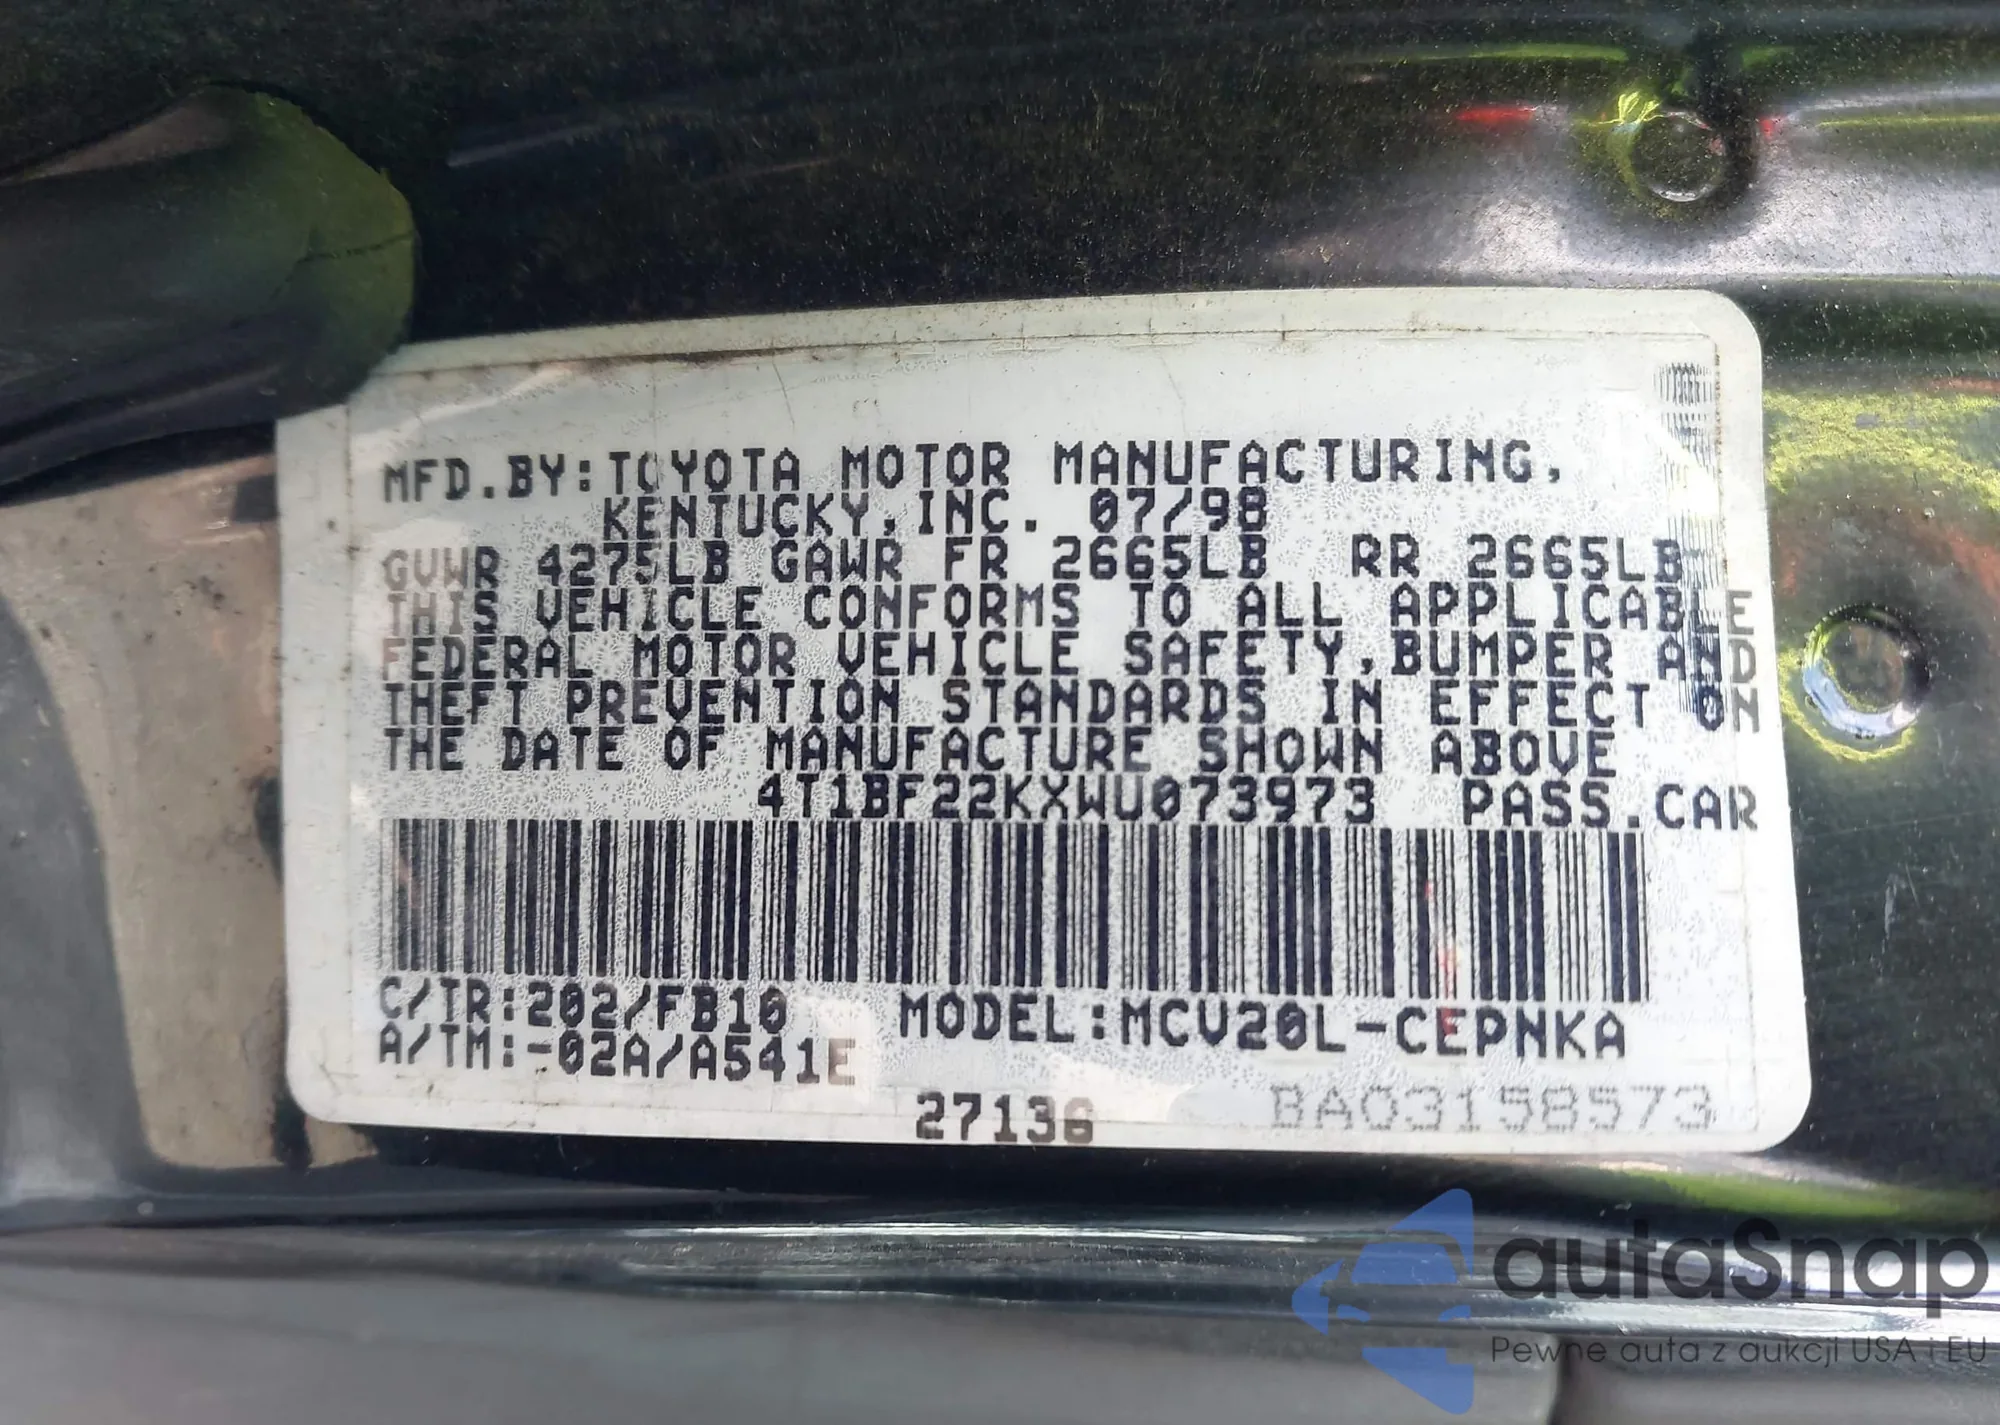 MFD.BY:TOYOTA MOTOR MANUFACTURING,
KENTUCKY,INC. 07/98
GVWR 4275LB GAWR FR 2665LB RR 2665LB
THIS VEHICLE CONFORMS TO ALL APPLICABLE
FEDERAL MOTOR VEHICLE SAFETY,BUMPER AND
THEFT PREVENTION STANDARDS IN EFFECT ON
THE DATE OF MANUFACTURE SHOWN ABOVE
4T1BF22KXWU073973 PASS.CAR
C/TR:202/FB10 MODEL:MCV20L-CEPNKA
A/TM:-02A/A541E
27136 BA03158573
autaSnap
Pewne auta z aukcji USA i EU